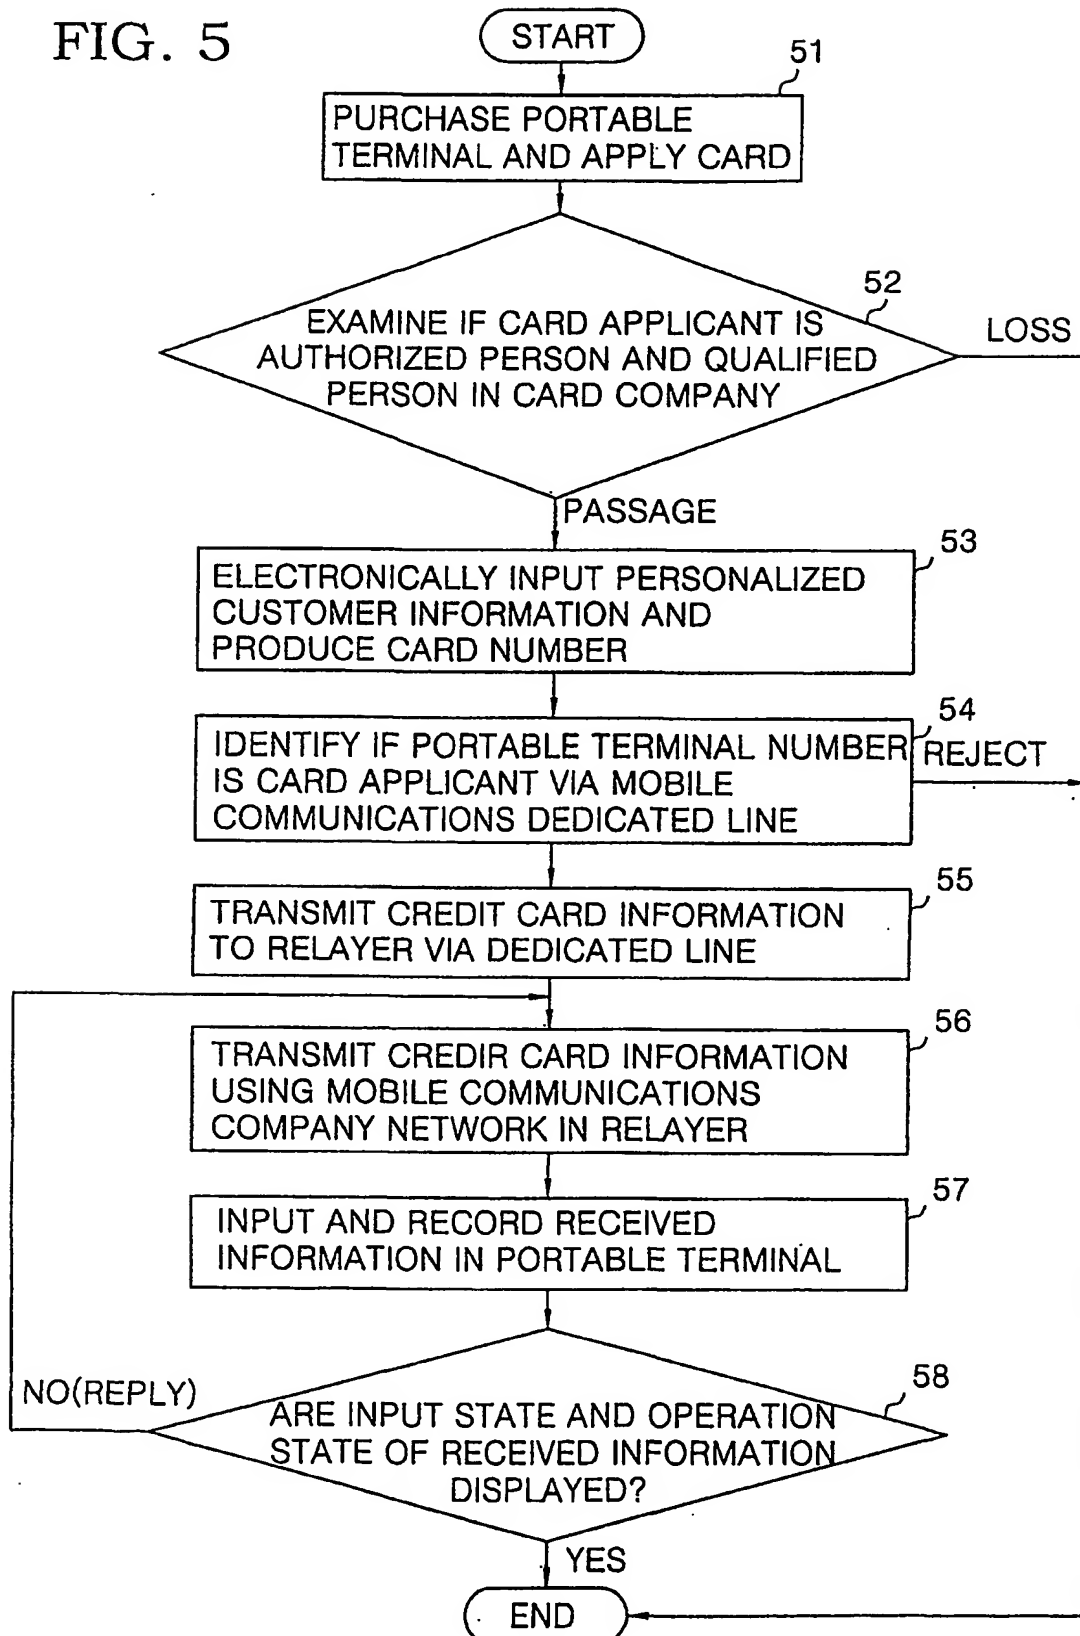 FIG. 5
START
51
PURCHASE PORTABLE
TERMINAL AND APPLY CARD
52
EXAMINE IF CARD APPLICANT IS
AUTHORIZED PERSON AND QUALIFIED
PERSON IN CARD COMPANY
LOSS
PASSAGE
53
ELECTRONICALLY INPUT PERSONALIZED
CUSTOMER INFORMATION AND
PRODUCE CARD NUMBER
54
IDENTIFY IF PORTABLE TERMINAL NUMBER
IS CARD APPLICANT VIA MOBILE
COMMUNICATIONS DEDICATED LINE
REJECT
55
TRANSMIT CREDIT CARD INFORMATION
TO RELAYER VIA DEDICATED LINE
56
TRANSMIT CREDIR CARD INFORMATION
USING MOBILE COMMUNICATIONS
COMPANY NETWORK IN RELAYER
57
INPUT AND RECORD RECEIVED
INFORMATION IN PORTABLE TERMINAL
NO(REPLY)
58
ARE INPUT STATE AND OPERATION
STATE OF RECEIVED INFORMATION
DISPLAYED?
YES
END